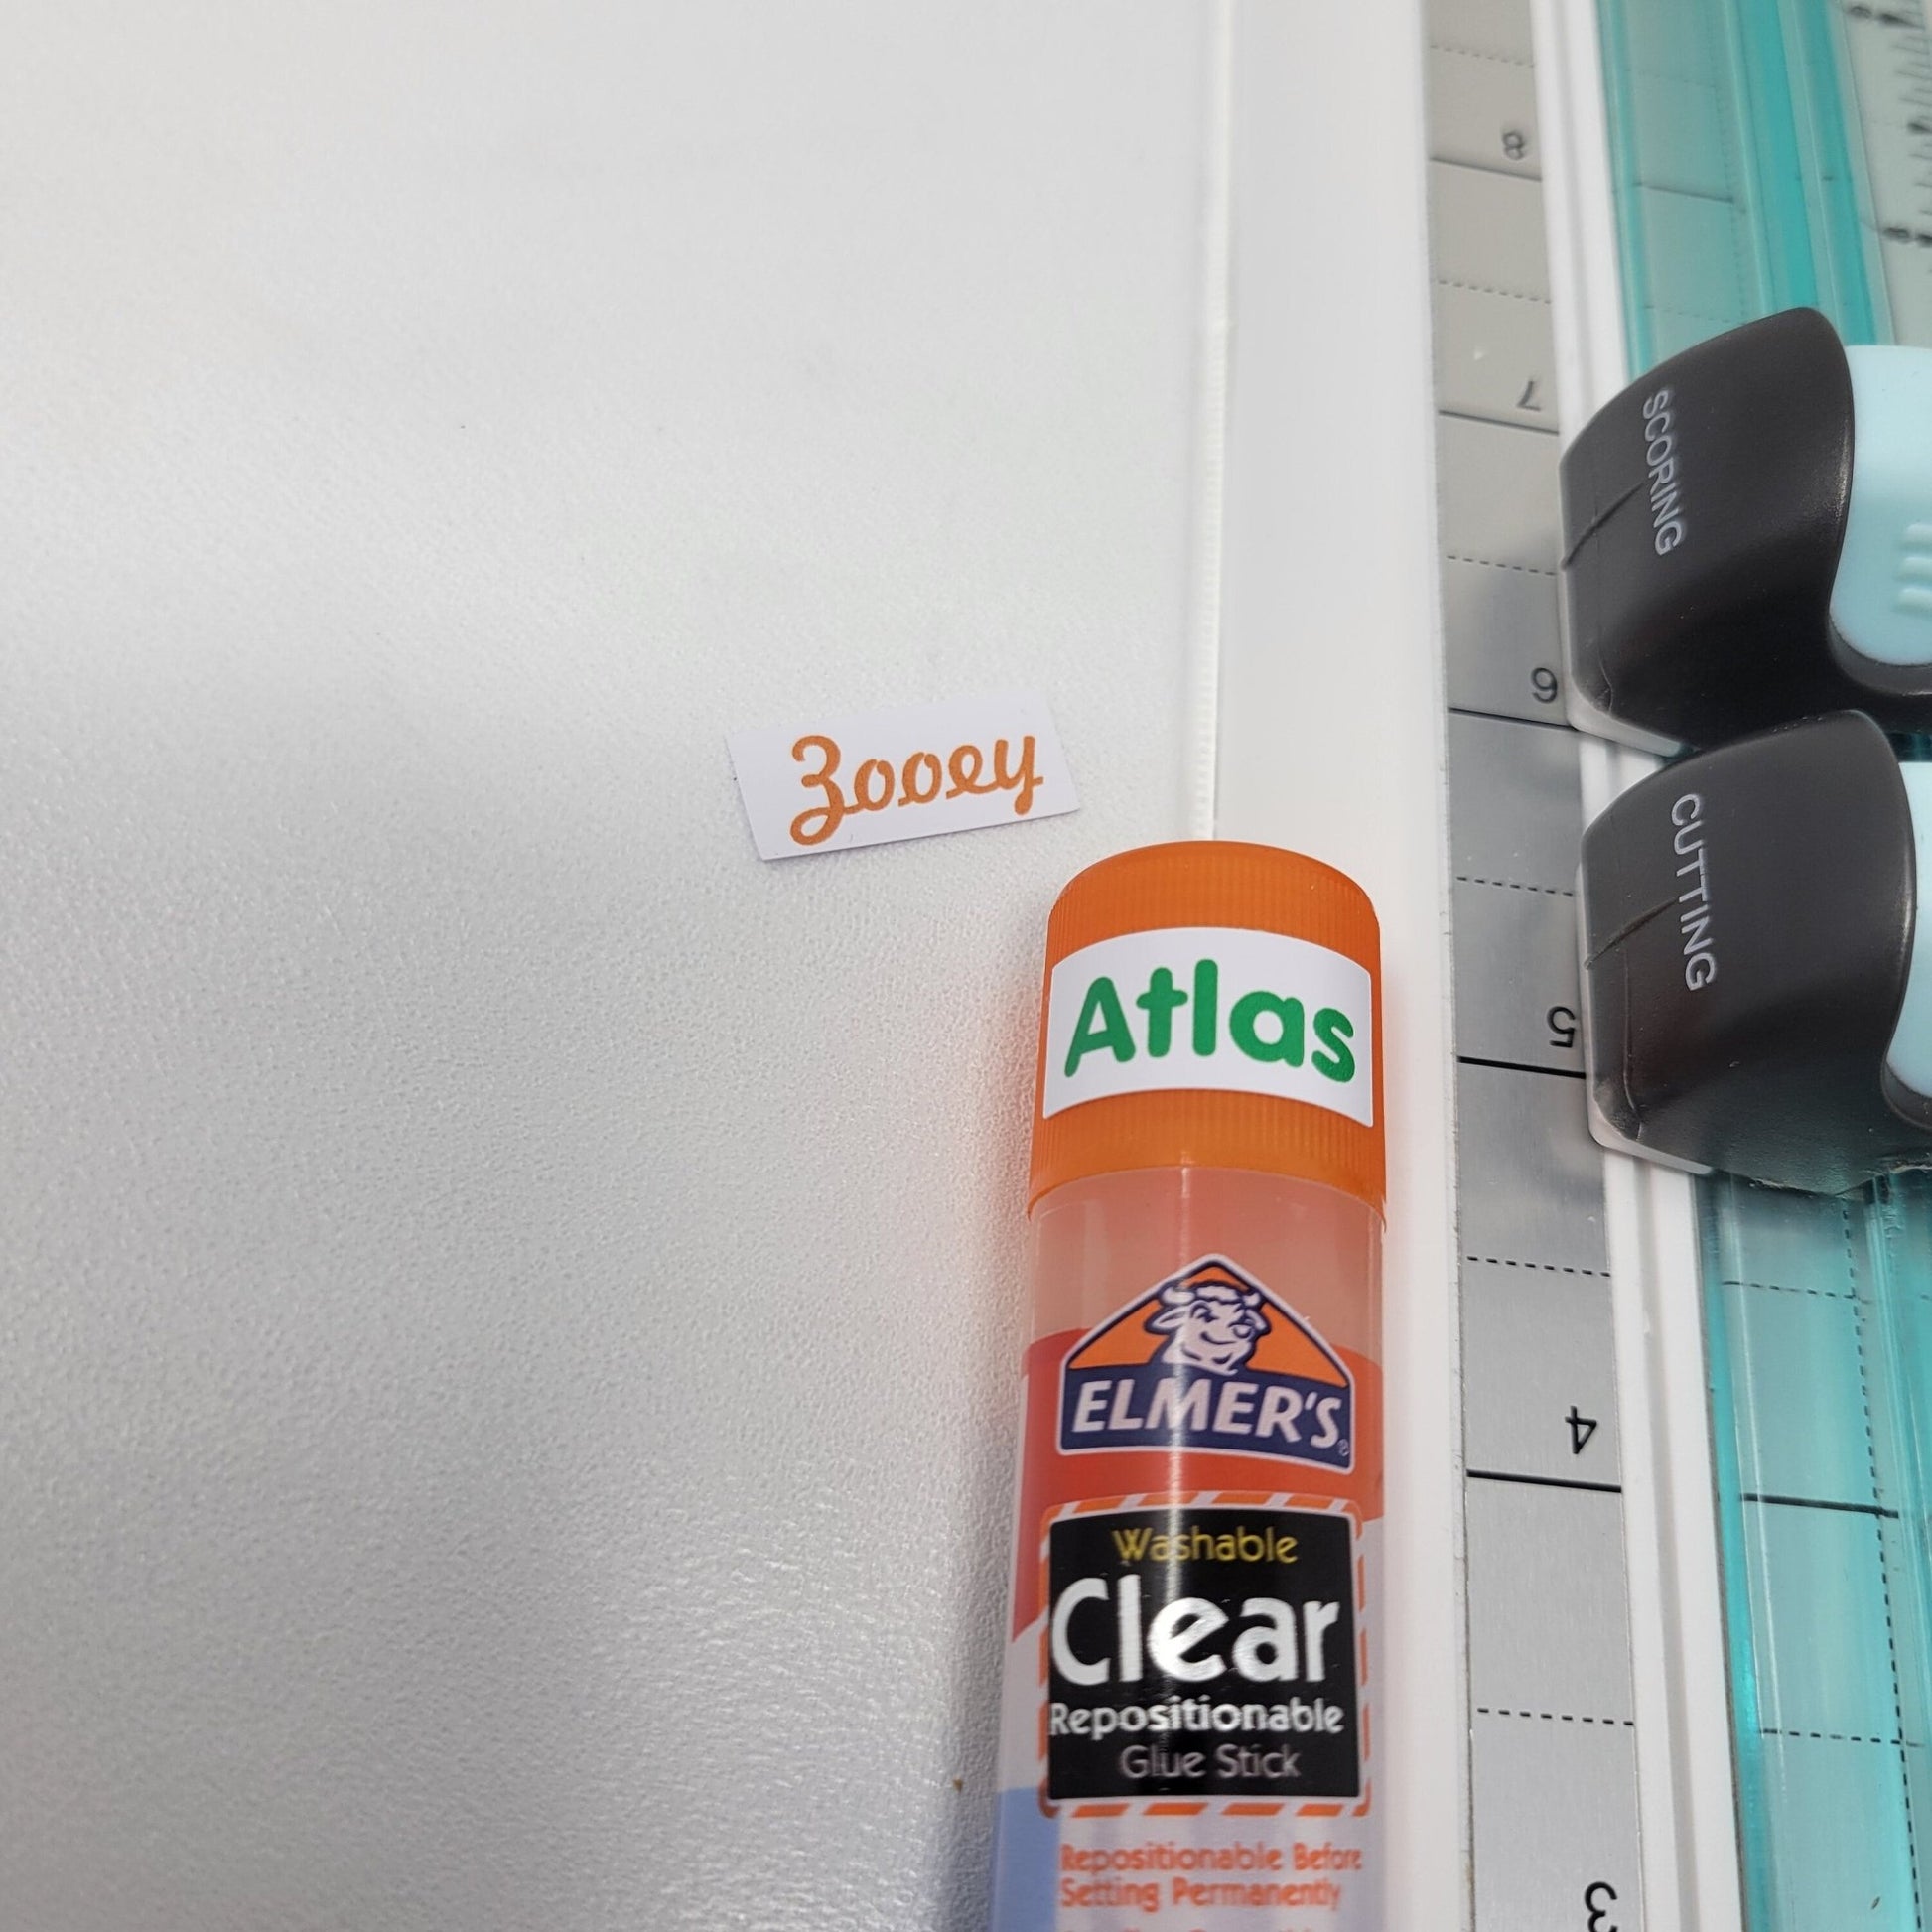 Zooey
Atlas
ELMER'S®
Washable
Clear
Repositionable
Glue Stick
Repositionable Before
Setting Permanently
SCORING
CUTTING
8
7
6
5
4
3